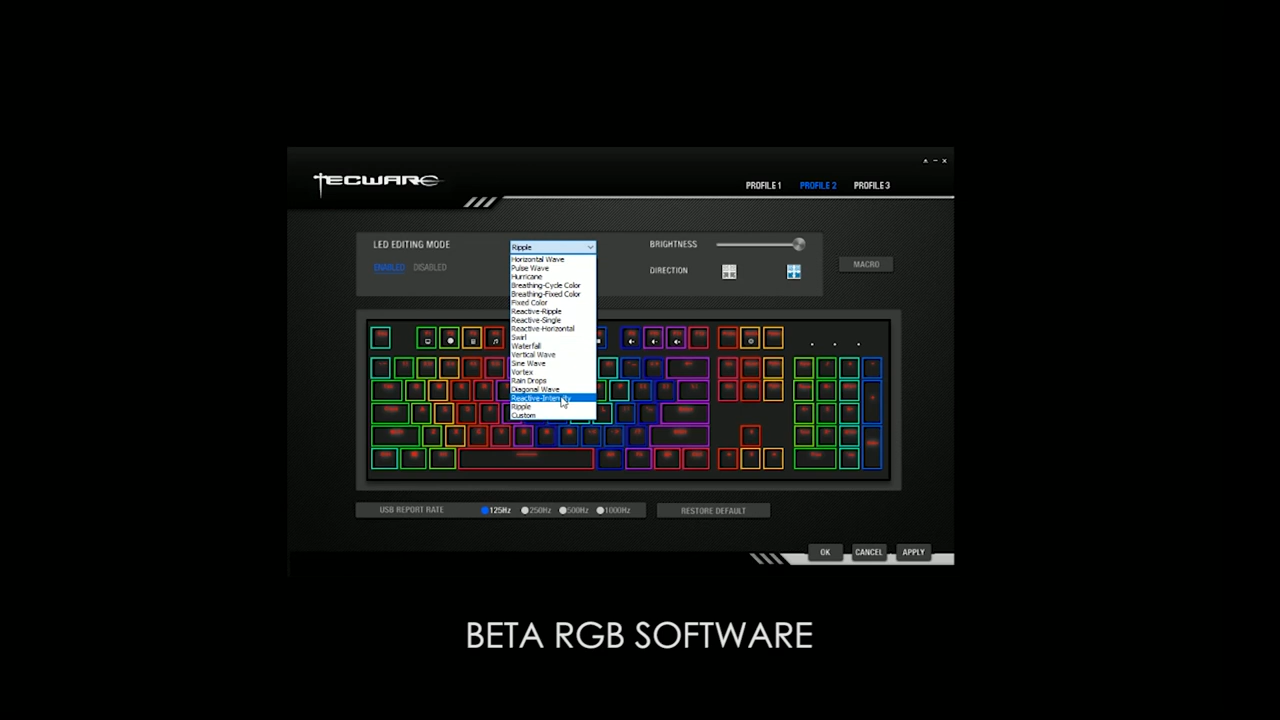 TECWARE
PROFILE 1 PROFILE 2 PROFILE 3
LED EDITING MODE
ENABLED DISABLED
Ripple
Horizontal Wave
Pulse Wave
Hurricane
Breathing-Cycle Color
Breathing-Fixed Color
Fixed Color
Reactive-Ripple
Reactive-Single
Reactive-Horizontal
Swirl
Waterfall
Vertical Wave
Sine Wave
Vortex
Rain Drops
Diagonal Wave
Reactive-Intensity
Ripple
Custom
BRIGHTNESS
DIRECTION
MACRO
USB REPORT RATE 125Hz 250Hz 500Hz 1000Hz
RESTORE DEFAULT
OK CANCEL APPLY
BETA RGB SOFTWARE